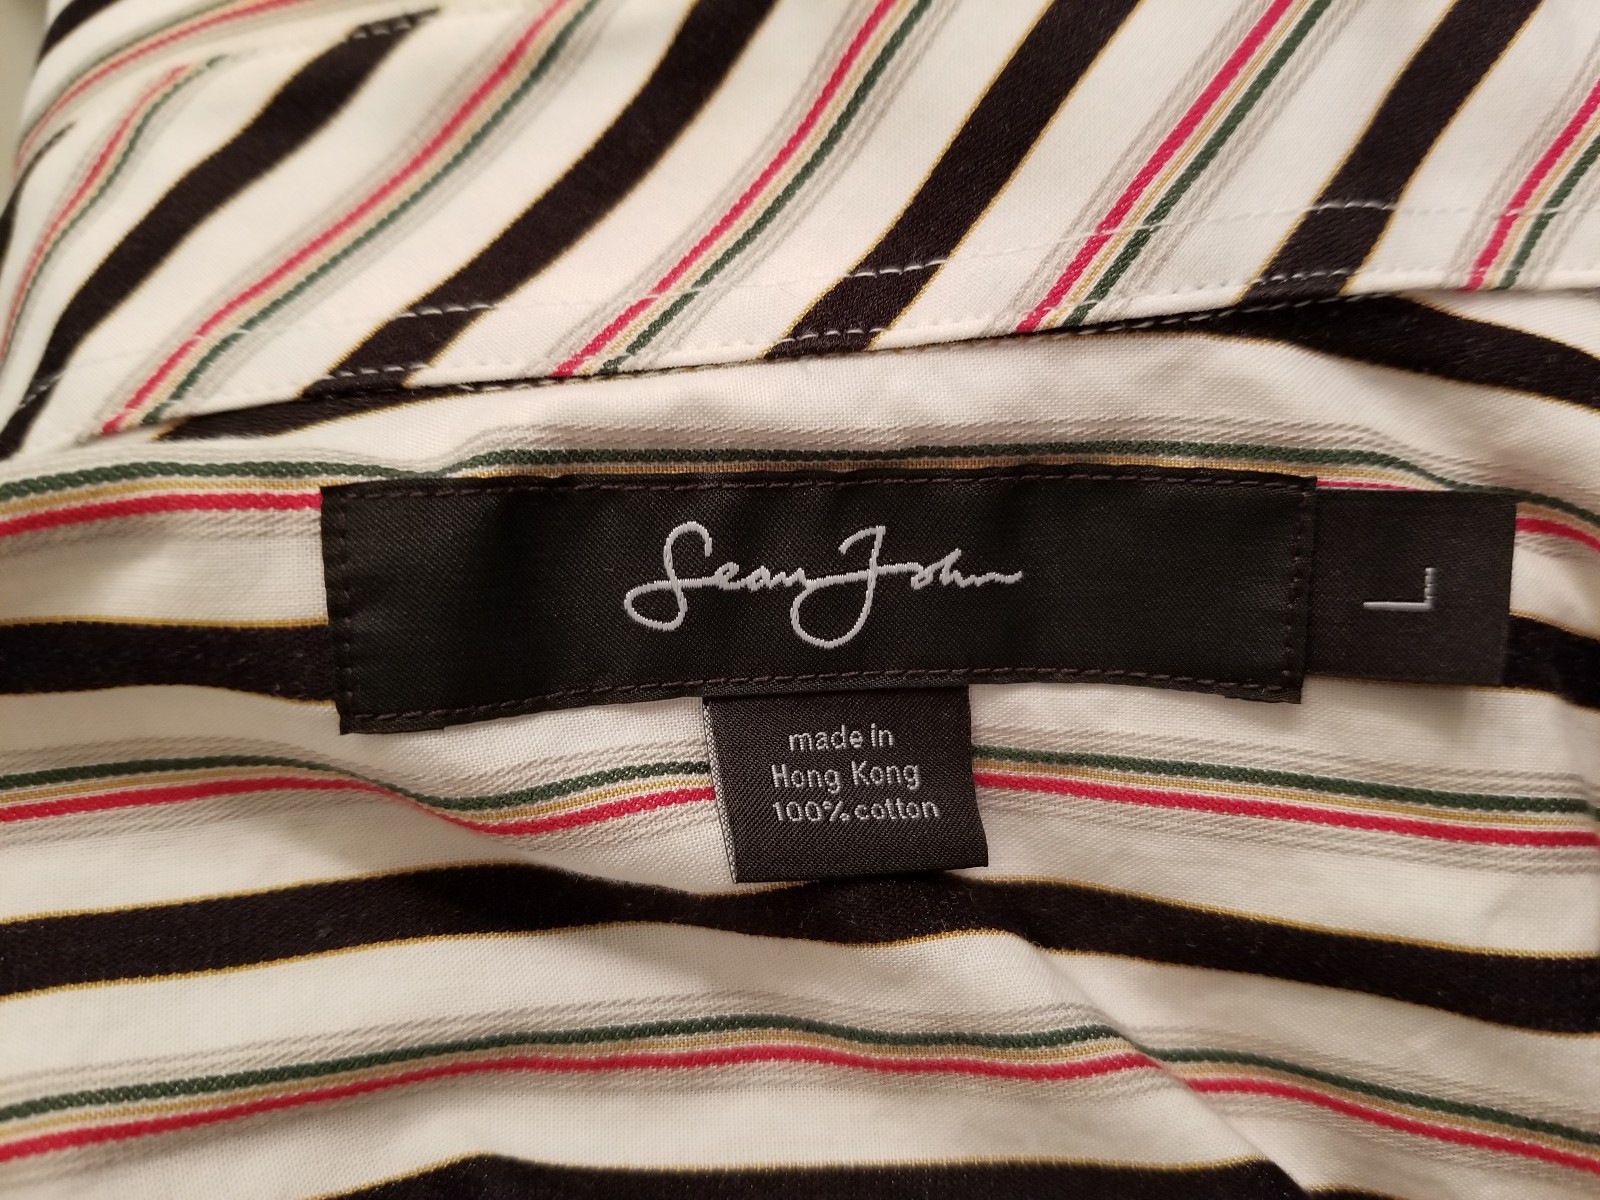 Sean John
L
made in
Hong Kong
100% cotton